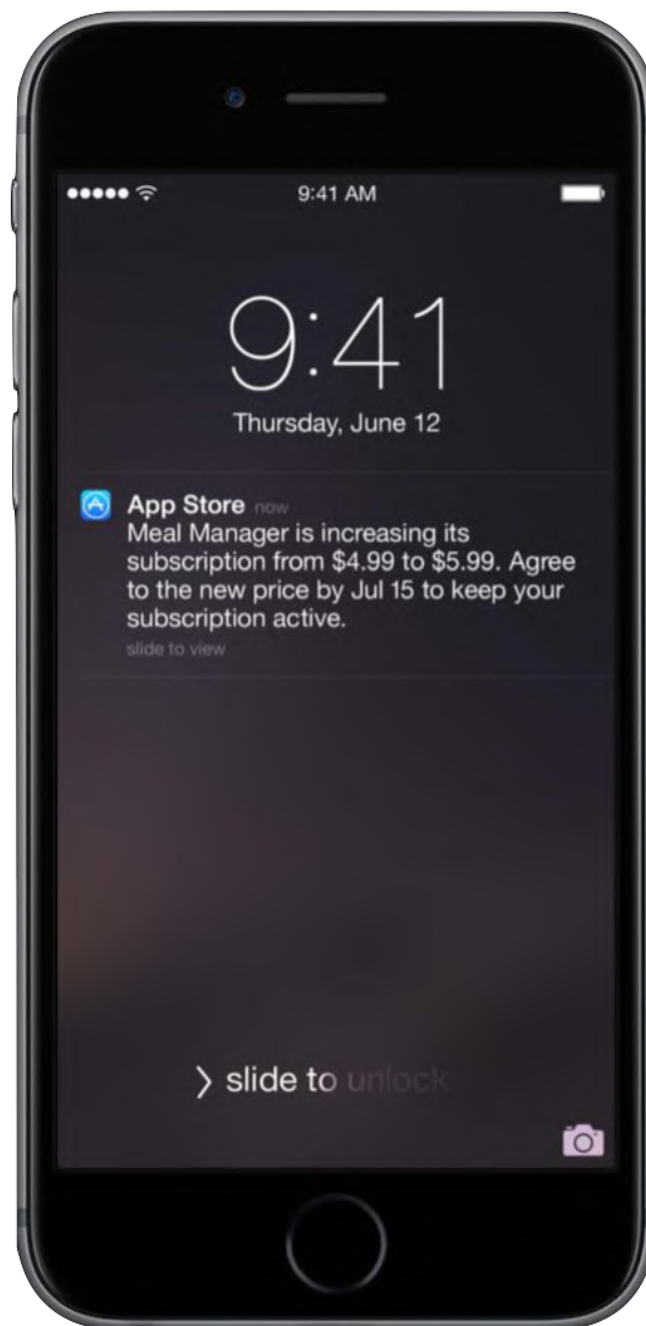 9:41 AM
9:41
Thursday, June 12
App Store now
Meal Manager is increasing its
subscription from $4.99 to $5.99. Agree
to the new price by Jul 15 to keep your
subscription active.
slide to view
> slide to unlock